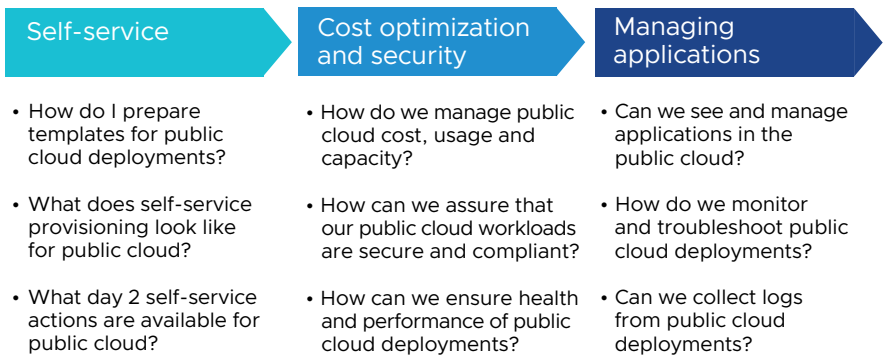 Self-service
• How do I prepare
templates for public
cloud deployments?
• What does self-service
provisioning look like
for public cloud?
• What day 2 self-service
actions are available for
public cloud?
Cost optimization
and security
• How do we manage public
cloud cost, usage and
capacity?
• How can we assure that
our public cloud workloads
are secure and compliant?
• How can we ensure health
and performance of public
cloud deployments?
Managing
applications
• Can we see and manage
applications in the
public cloud?
• How do we monitor
and troubleshoot public
cloud deployments?
• Can we collect logs
from public cloud
deployments?